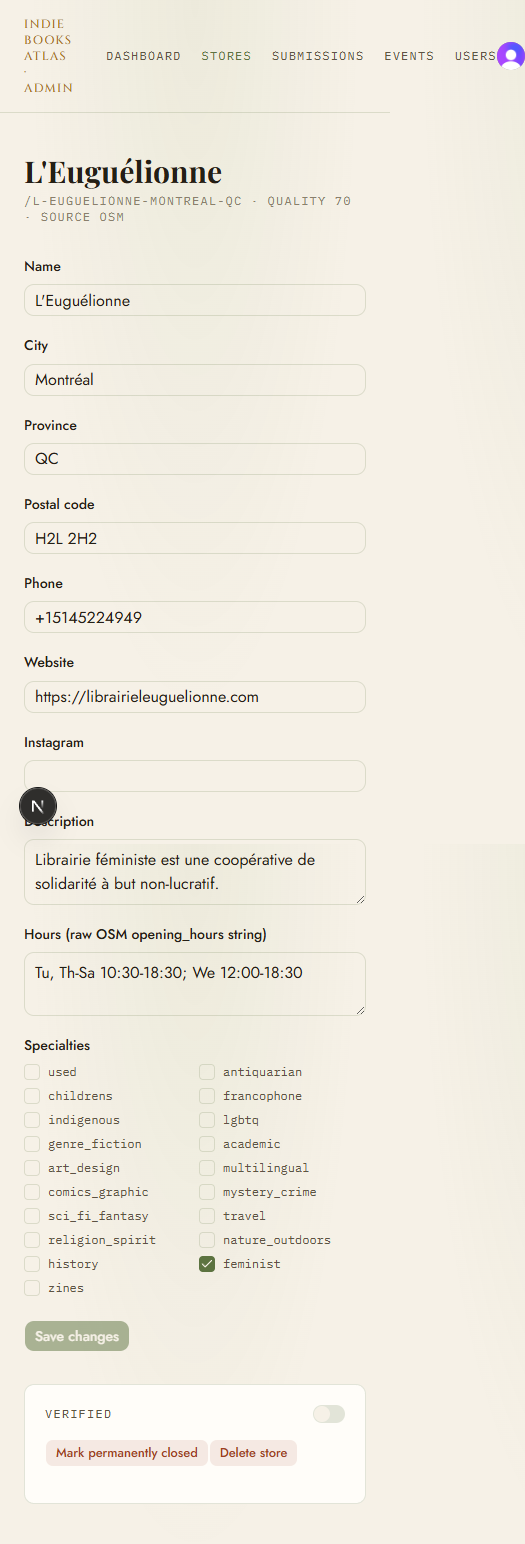 INDIE
BOOKS
ATLAS
·
ADMIN
DASHBOARD STORES SUBMISSIONS EVENTS USERS
L'Euguélionne
/L-EUGUELIONNE-MONTREAL-QC · QUALITY 70
· SOURCE OSM
Name
L'Euguélionne
City
Montréal
Province
QC
Postal code
H2L 2H2
Phone
+15145224949
Website
https://librairieleuguelionne.com
Instagram
N
Description
Librairie féministe est une coopérative de
solidarité à but non-lucratif.
Hours (raw OSM opening_hours string)
Tu, Th-Sa 10:30-18:30; We 12:00-18:30
Specialties
used antiquarian
childrens francophone
indigenous lgbtq
genre_fiction academic
art_design multilingual
comics_graphic mystery_crime
sci_fi_fantasy travel
religion_spirit nature_outdoors
history feminist
zines
Save changes
VERIFIED
Mark permanently closed Delete store